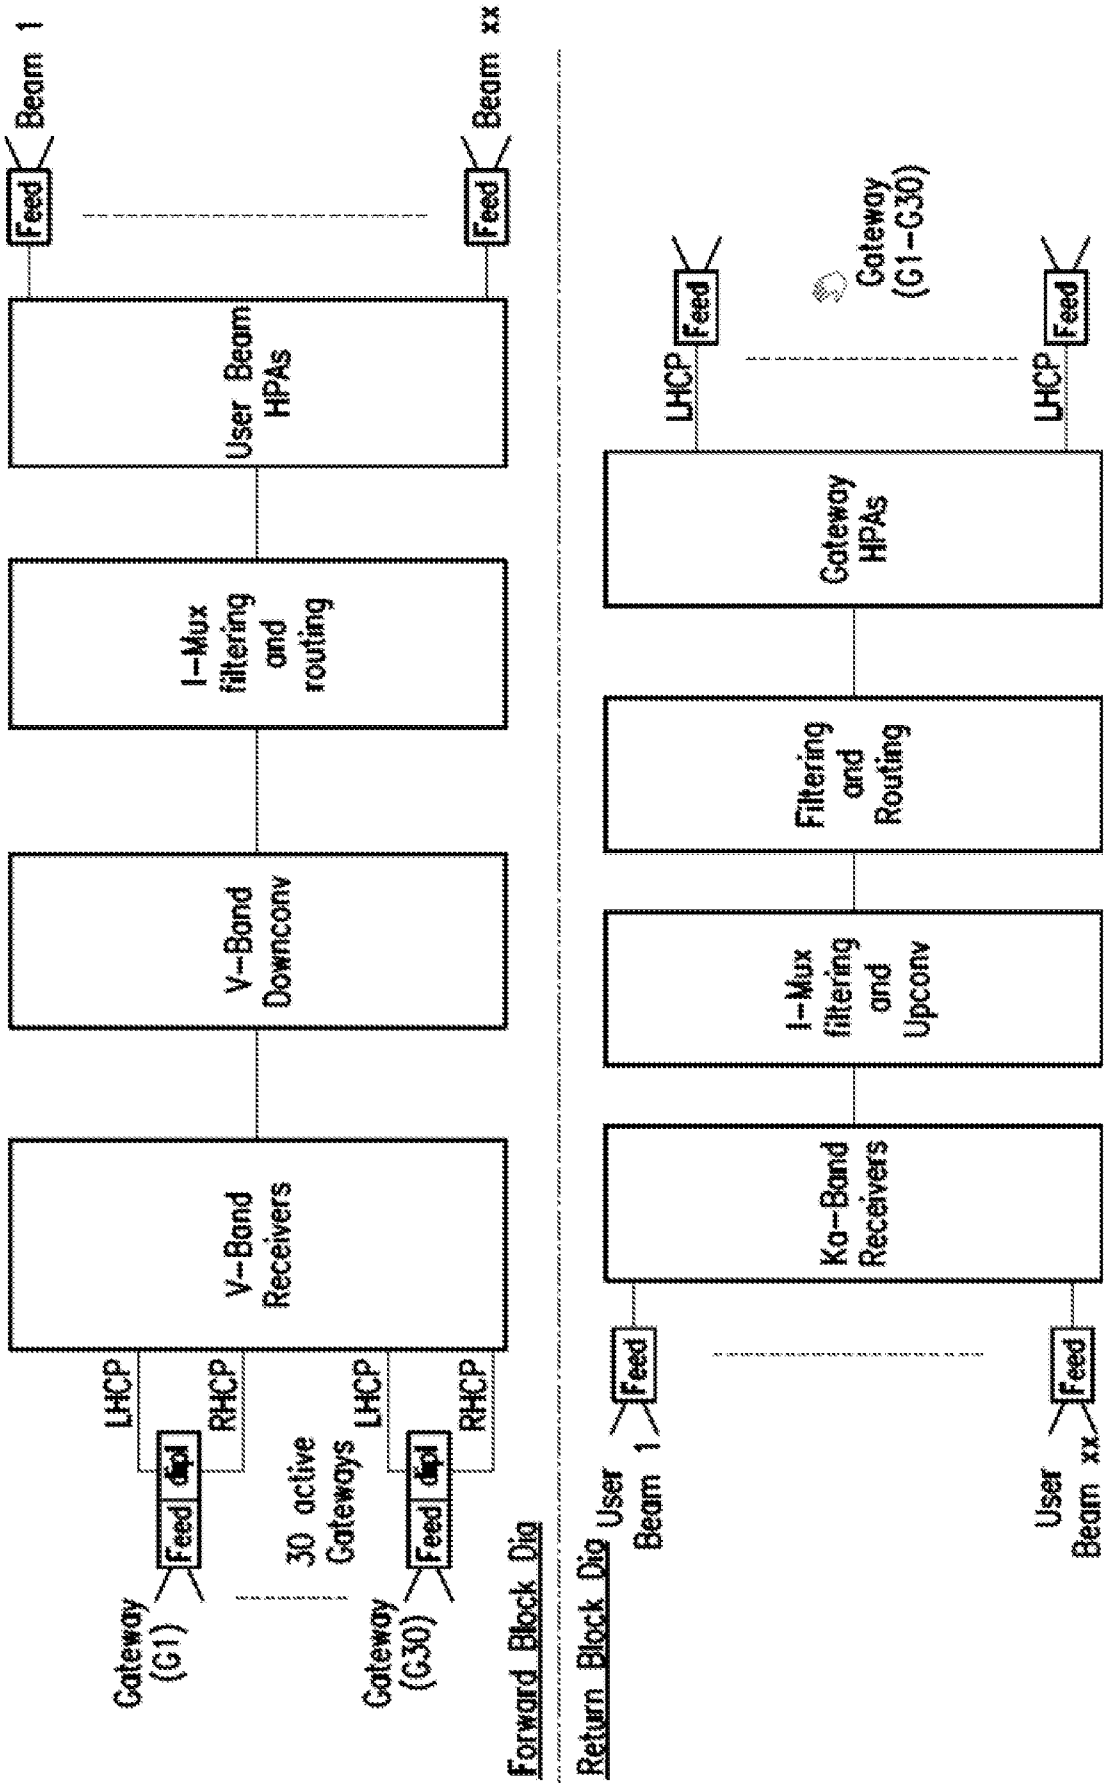 Gateway
(G1)
Feed
dipl
LHCP
RHCP
30 active
Gateways
Gateway
(G30)
Feed
dipl
LHCP
RHCP
V-Band
Receivers
V-Band
Downconv
I-Mux
filtering
and
routing
User Beam
HPAs
Feed
Beam 1
Feed
Beam xx
Forward Block Dig
Return Block Dig
User
Beam 1
Feed
User
Beam xx
Feed
Ka-Band
Receivers
I-Mux
filtering
and
Upconv
Filtering
and
Routing
Gateway
HPAs
LHCP
Feed
Gateway
(G1-G30)
LHCP
Feed